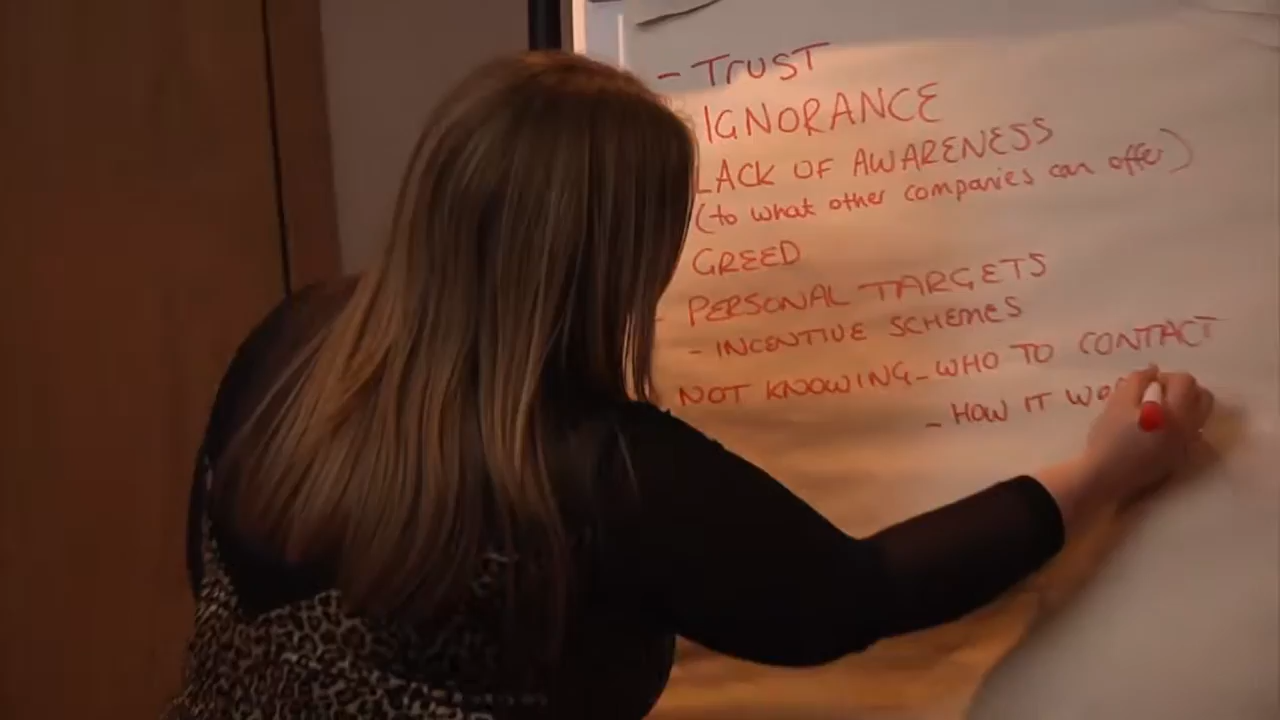 - TrUST
IGNORANCE
LACK OF AWARENESS
(to what other companies can offer)
GREED
- PERSONAL TARGETS
- INCENTIVE SCHEMES
NOT KNOWING - WHO TO CONTACT
- HOW IT